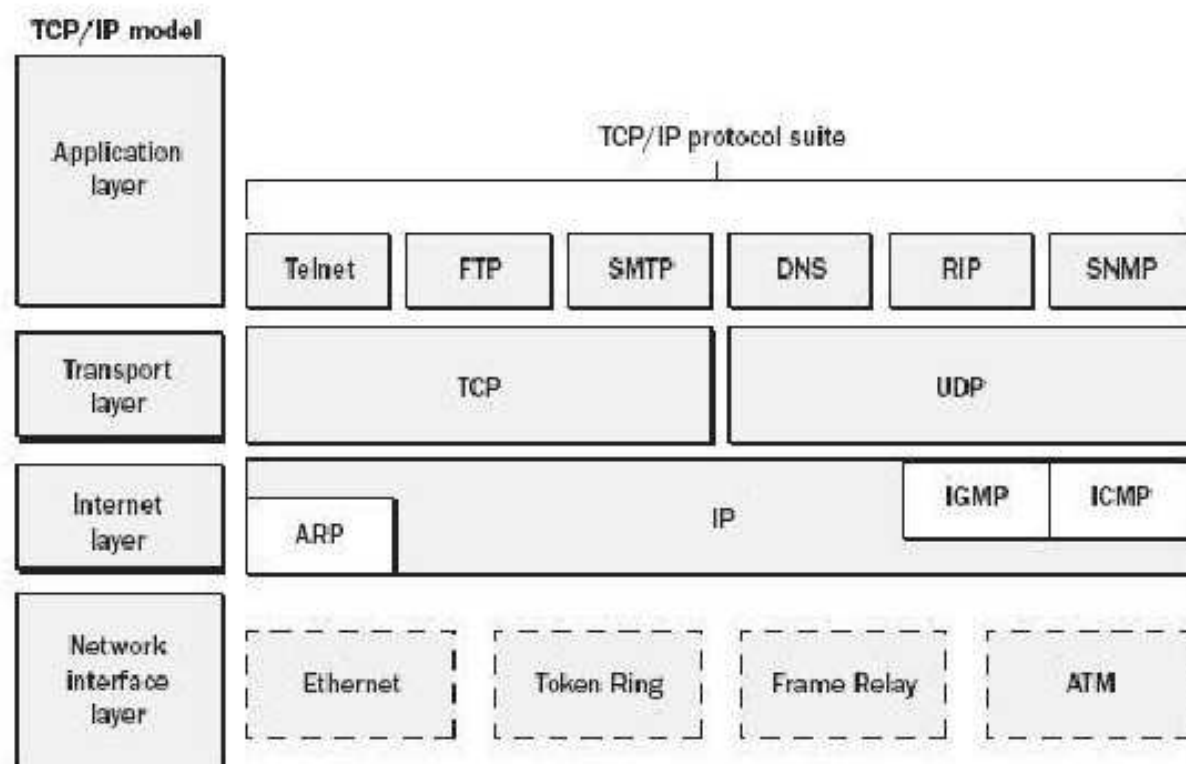 TCP/IP model
Application
layer
TCP/IP protocol suite
Telnet
FTP
SMTP
DNS
RIP
SNMP
Transport
layer
TCP
UDP
Internet
layer
ARP
IP
IGMP
ICMP
Network
interface
layer
Ethernet
Token Ring
Frame Relay
ATM